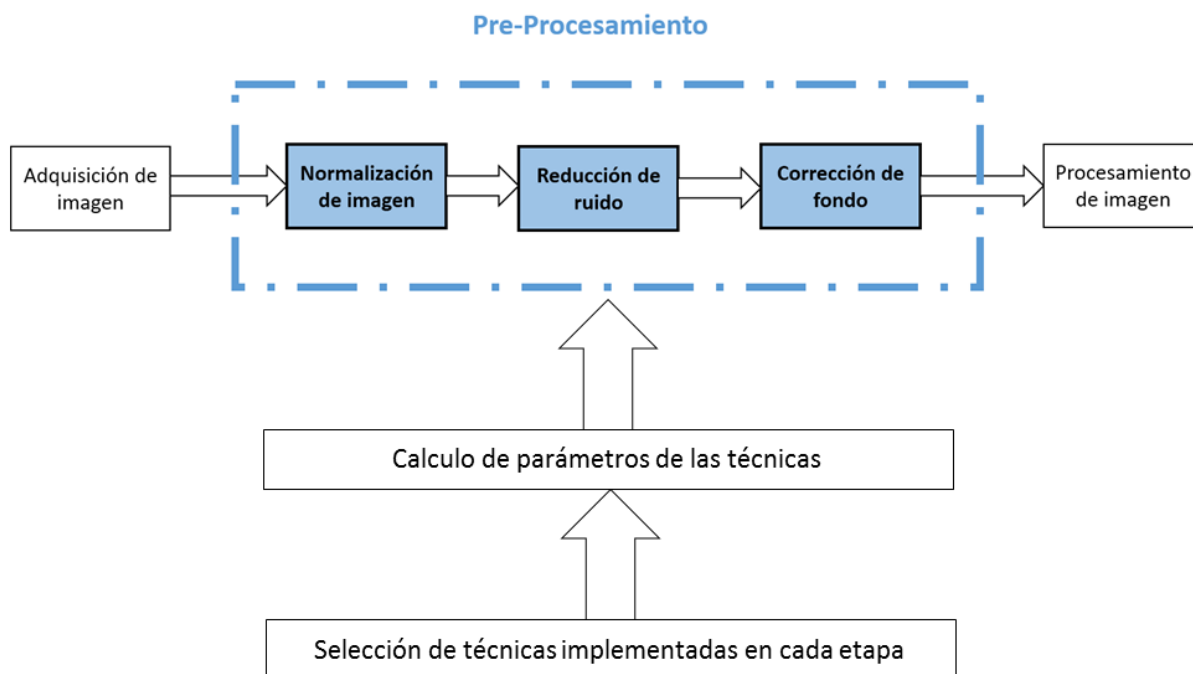 Pre-Procesamiento
Adquisición de
imagen
Normalización
de imagen
Reducción de
ruido
Corrección de
fondo
Procesamiento
de imagen
Calculo de parámetros de las técnicas
Selección de técnicas implementadas en cada etapa